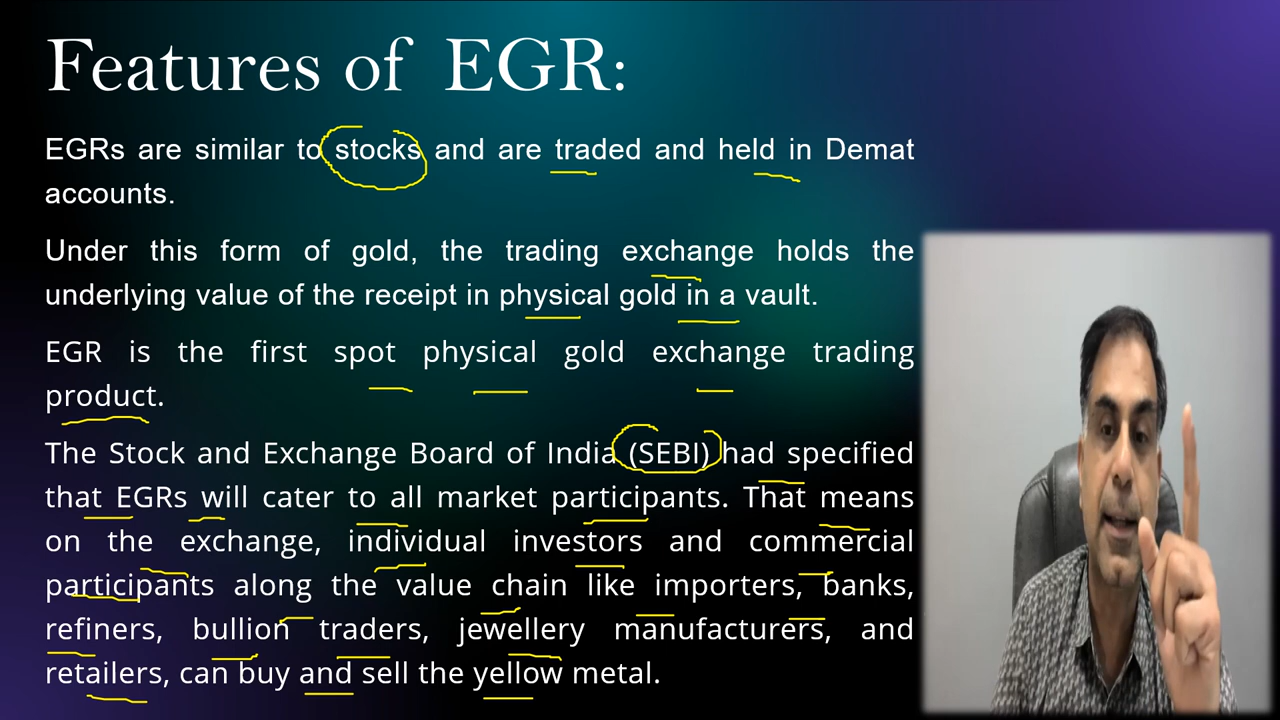 Features of EGR:
EGRs are similar to stocks and are traded and held in Demat
accounts.
Under this form of gold, the trading exchange holds the
underlying value of the receipt in physical gold in a vault.
EGR is the first spot physical gold exchange trading
product.
The Stock and Exchange Board of India (SEBI) had specified
that EGRs will cater to all market participants. That means
on the exchange, individual investors and commercial
participants along the value chain like importers, banks,
refiners, bullion traders, jewellery manufacturers, and
retailers, can buy and sell the yellow metal.